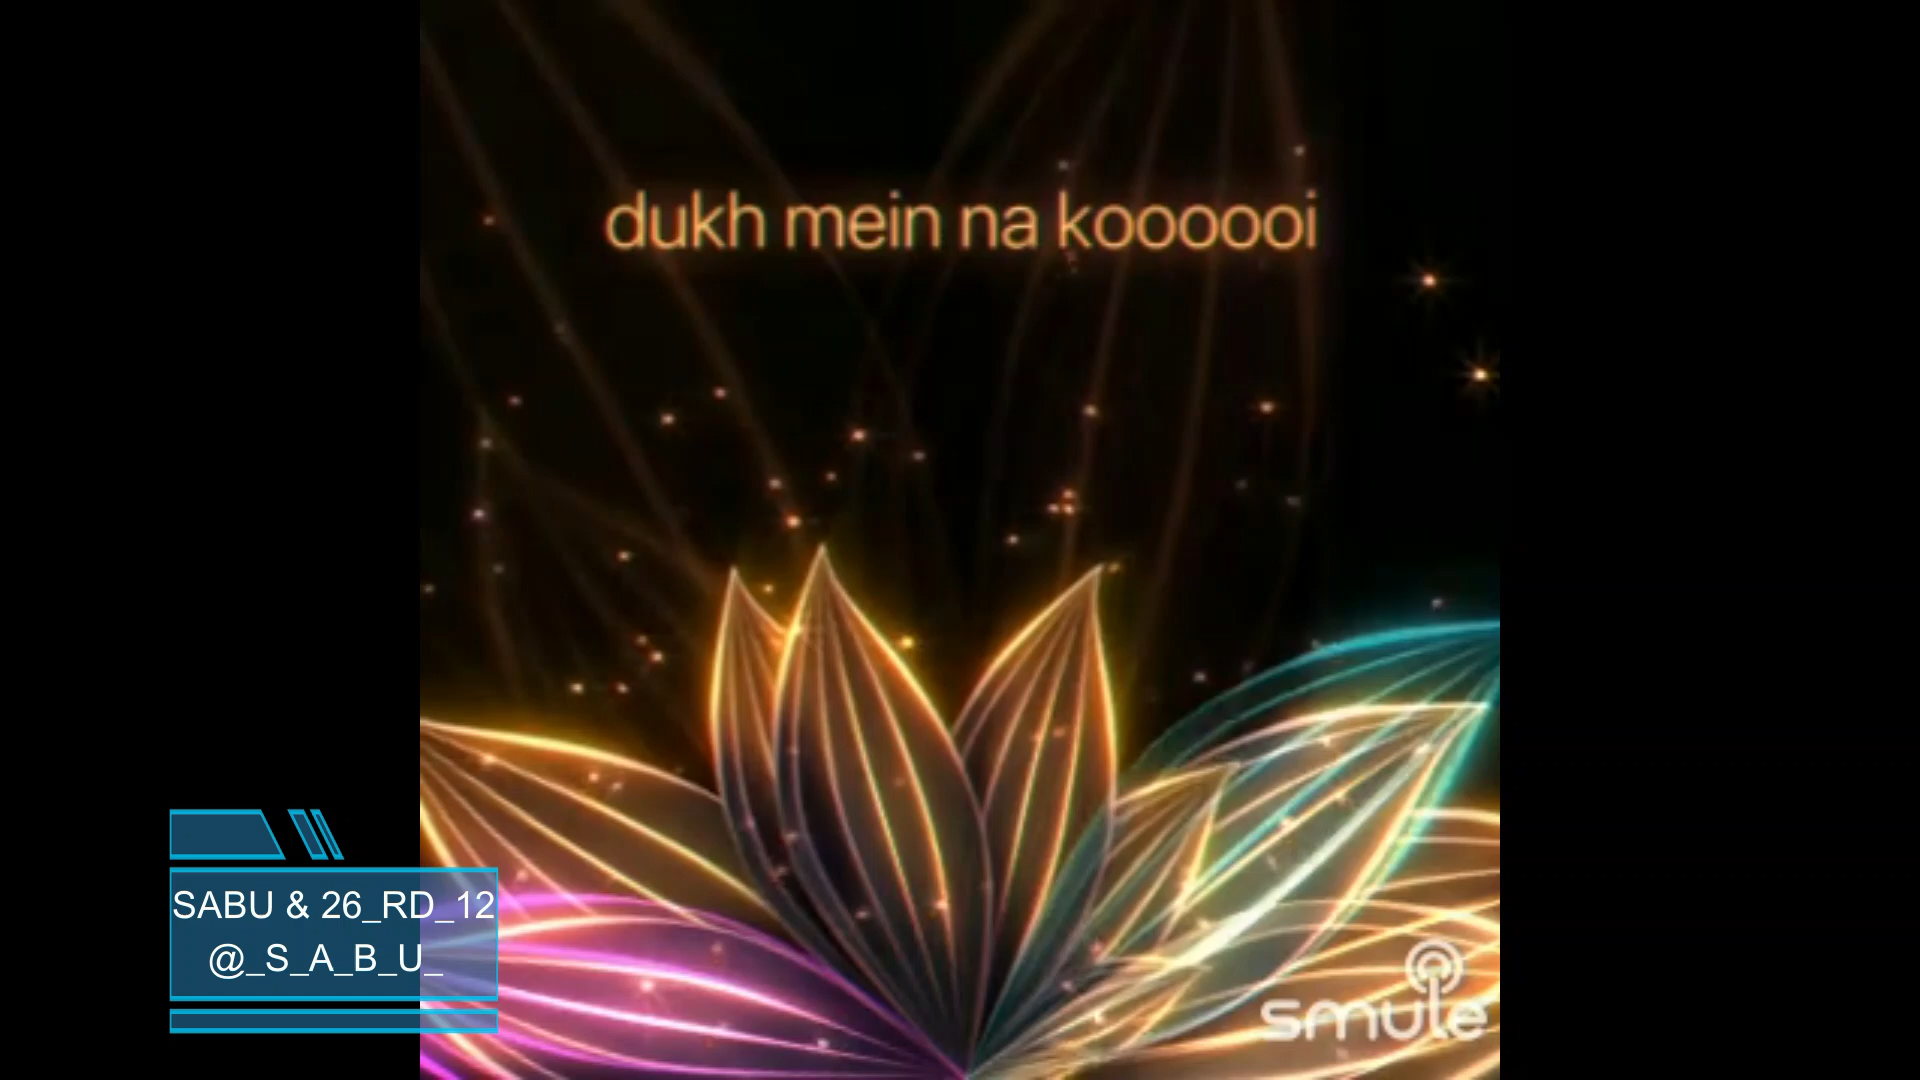 dukh mein na koooooi
SABU & 26_RD_12
@_S_A_B_U_
smule